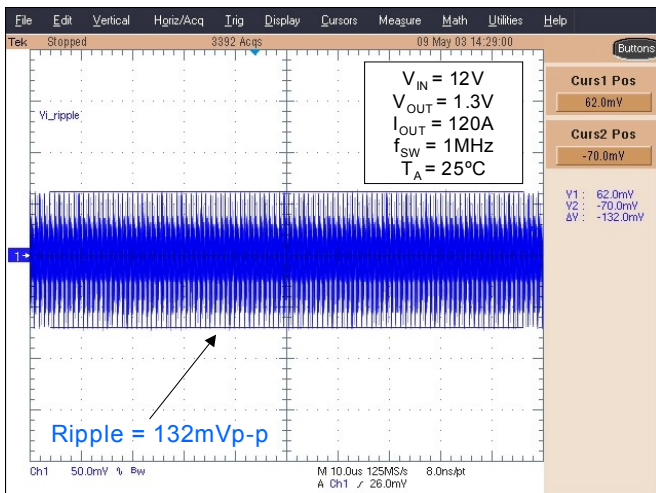 File Edit Vertical Horiz/Acq Trig Display Cursors Measure Math Utilities Help
Tek Stopped 3392 Acqs 09 May 03 14:29:00
Buttons
Curs1 Pos
62.0mV
Curs2 Pos
-70.0mV
Y1 : 62.0mV
Y2 : -70.0mV
ΔY : -132.0mV
VIN = 12V
VOUT = 1.3V
IOUT = 120A
fSW = 1MHz
TA = 25ºC
Vi_ripple
1
Ripple = 132mVp-p
Ch1 50.0mV % Bw M 10.0us 125MS/s 8.0ns/pt
A Ch1 / 26.0mV